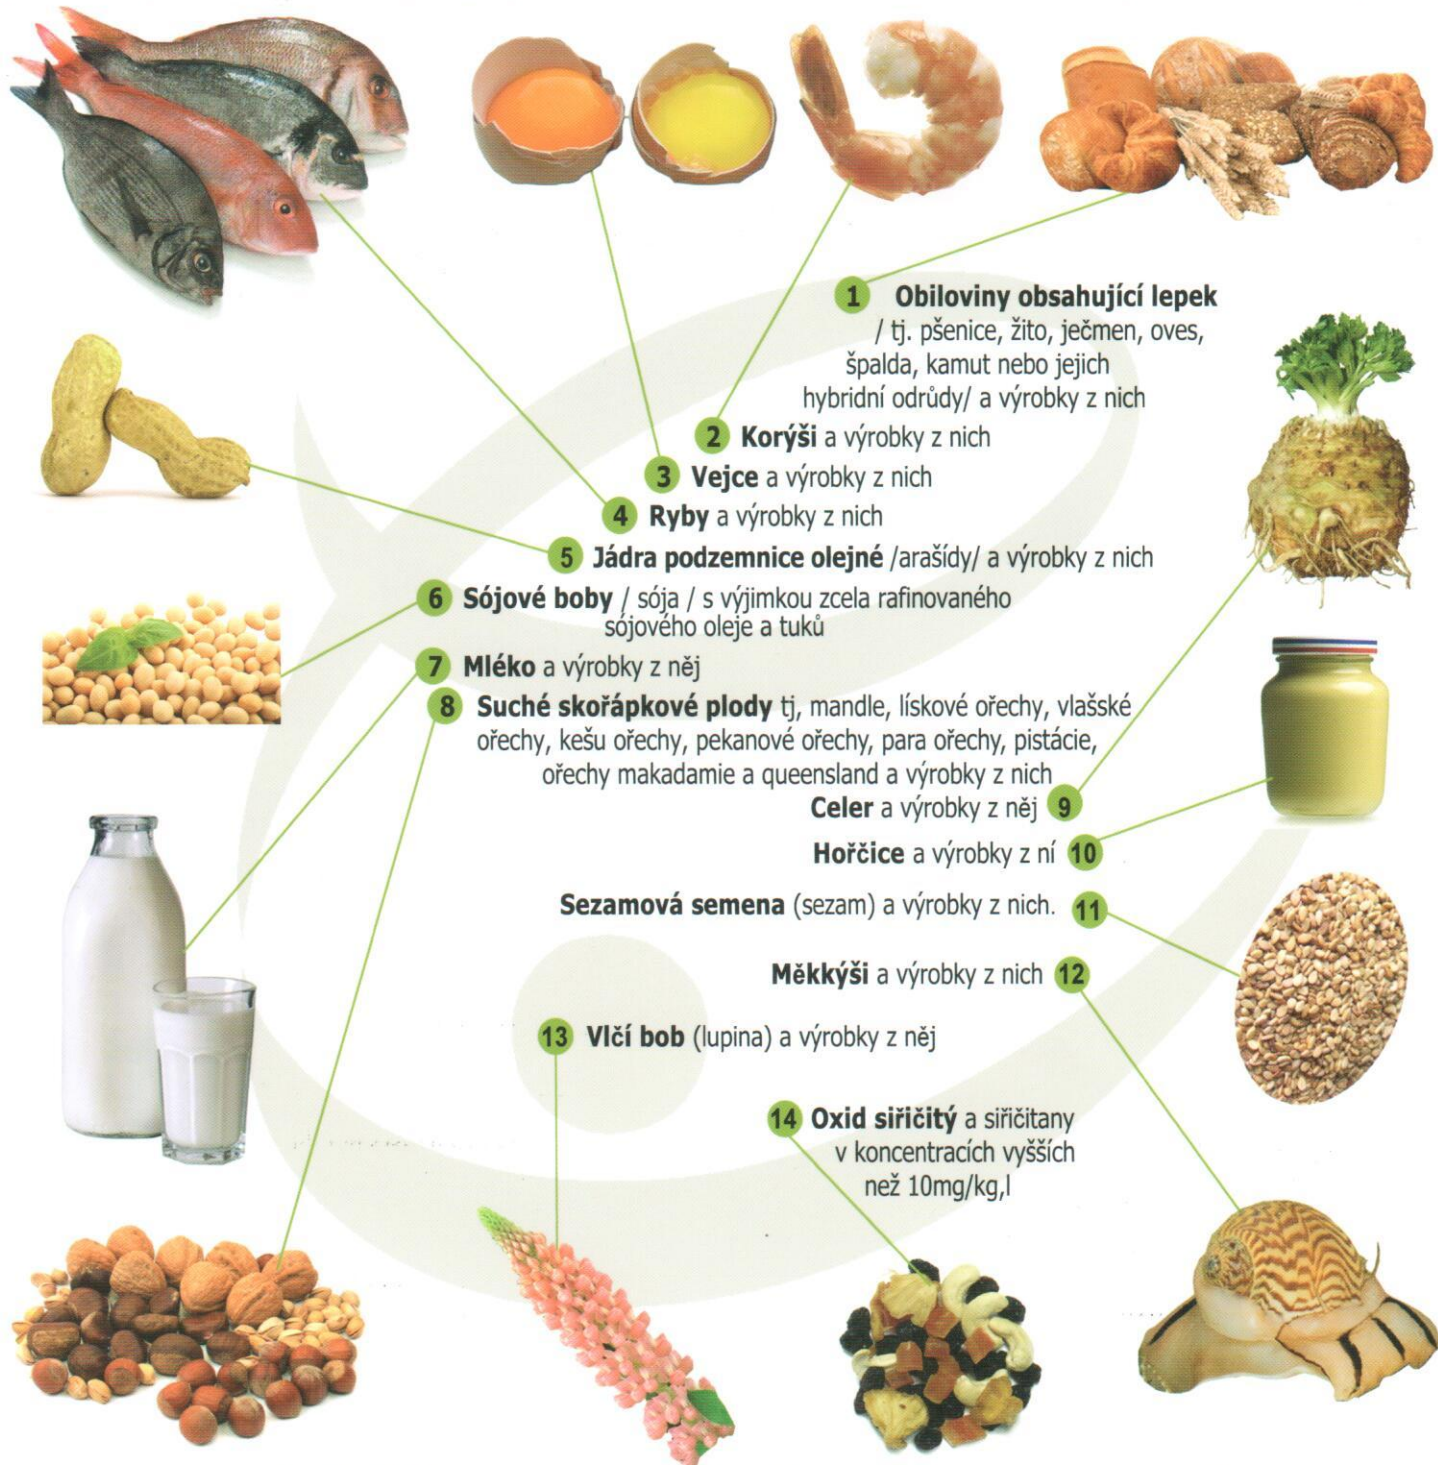 1 Obiloviny obsahující lepek
/ tj. pšenice, žito, ječmen, oves,
špalda, kamut nebo jejich
hybridní odrůdy/ a výrobky z nich
2 Korýši a výrobky z nich
3 Vejce a výrobky z nich
4 Ryby a výrobky z nich
5 Jádra podzemnice olejné /arašídy/ a výrobky z nich
6 Sójové boby / sója / s výjimkou zcela rafinovaného
sójového oleje a tuků
7 Mléko a výrobky z něj
8 Suché skořápkové plody tj, mandle, lískové ořechy, vlašské
ořechy, kešu ořechy, pekanové ořechy, para ořechy, pistácie,
ořechy makadamie a queensland a výrobky z nich
Celer a výrobky z něj 9
Hořčice a výrobky z ní 10
Sezamová semena (sezam) a výrobky z nich. 11
Měkkýši a výrobky z nich 12
13 Vlčí bob (lupina) a výrobky z něj
14 Oxid siřičitý a siřičitany
v koncentracích vyšších
než 10mg/kg,l